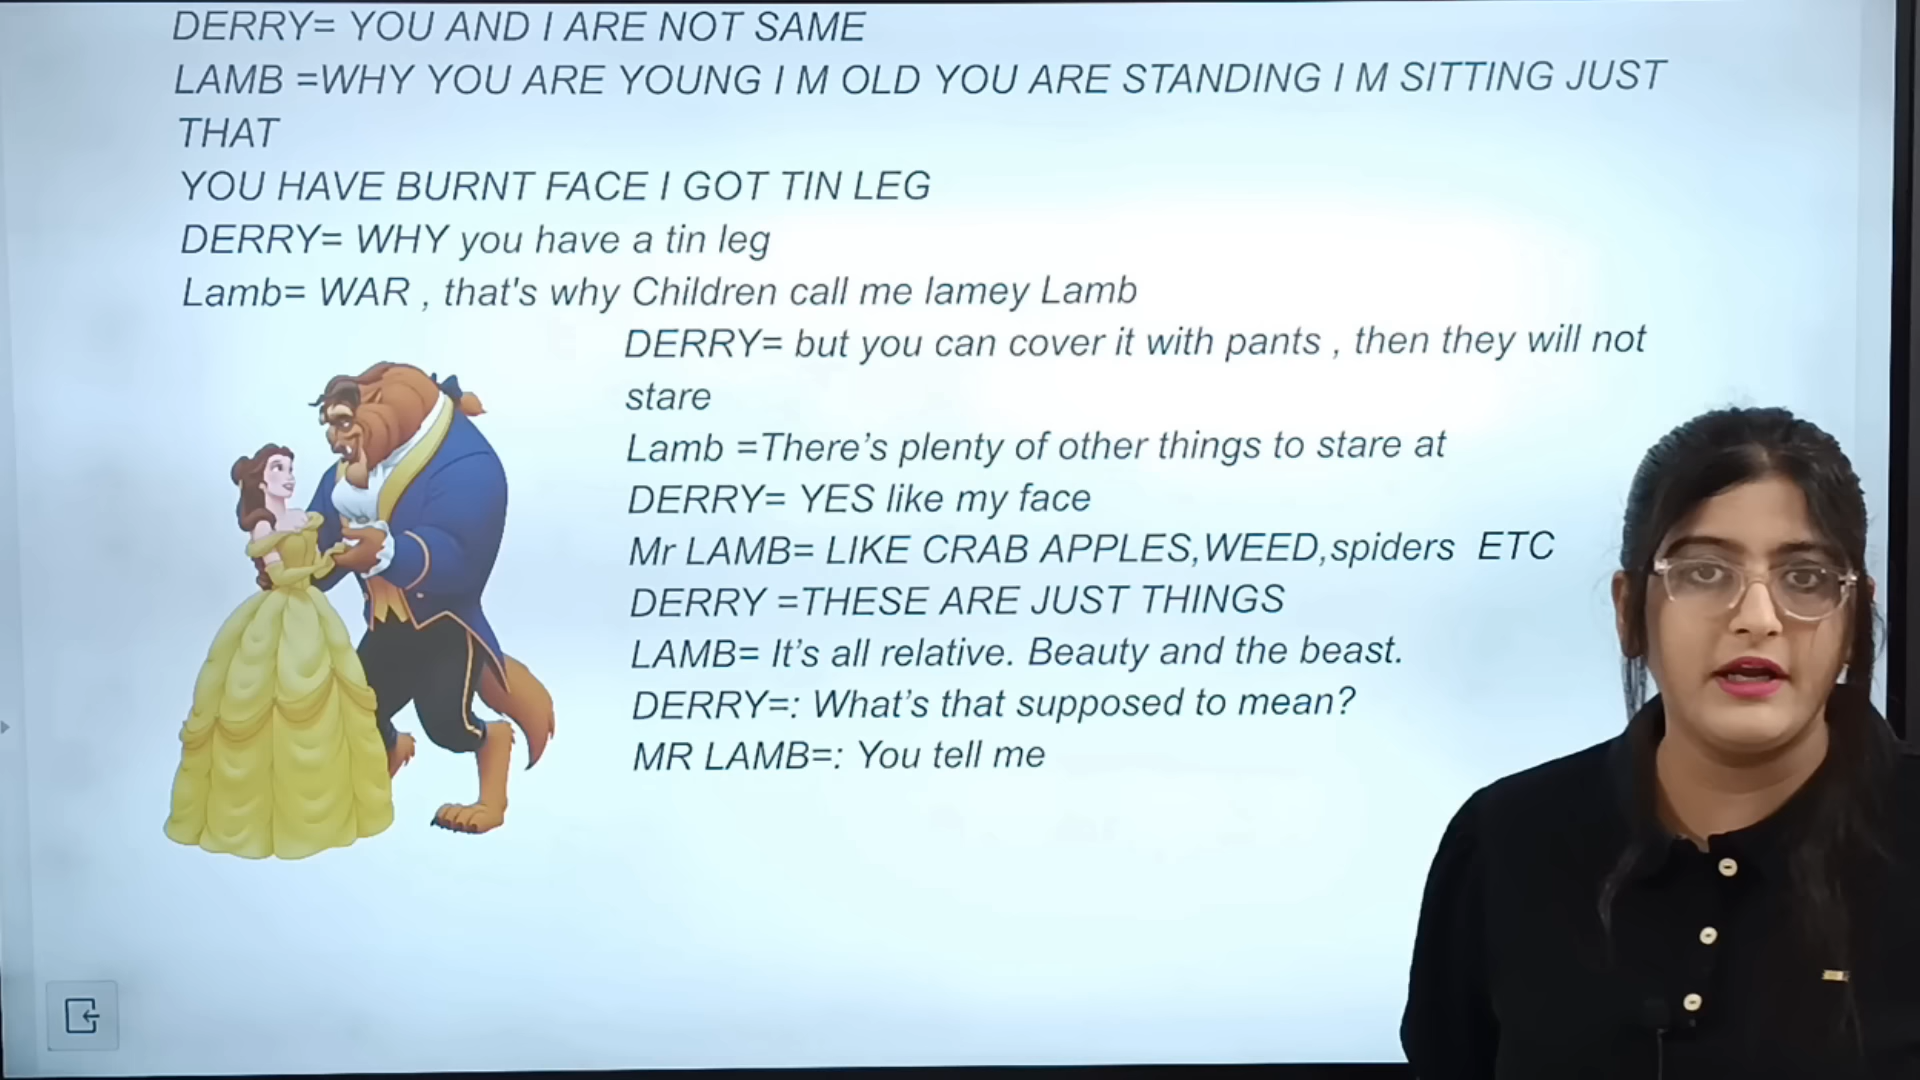 DERRY= YOU AND I ARE NOT SAME
LAMB =WHY YOU ARE YOUNG I M OLD YOU ARE STANDING I M SITTING JUST
THAT
YOU HAVE BURNT FACE I GOT TIN LEG
DERRY= WHY you have a tin leg
Lamb= WAR , that's why Children call me lamey Lamb
DERRY= but you can cover it with pants , then they will not
stare
Lamb =There’s plenty of other things to stare at
DERRY= YES like my face
Mr LAMB= LIKE CRAB APPLES,WEED,spiders ETC
DERRY =THESE ARE JUST THINGS
LAMB= It’s all relative. Beauty and the beast.
DERRY=: What’s that supposed to mean?
MR LAMB=: You tell me